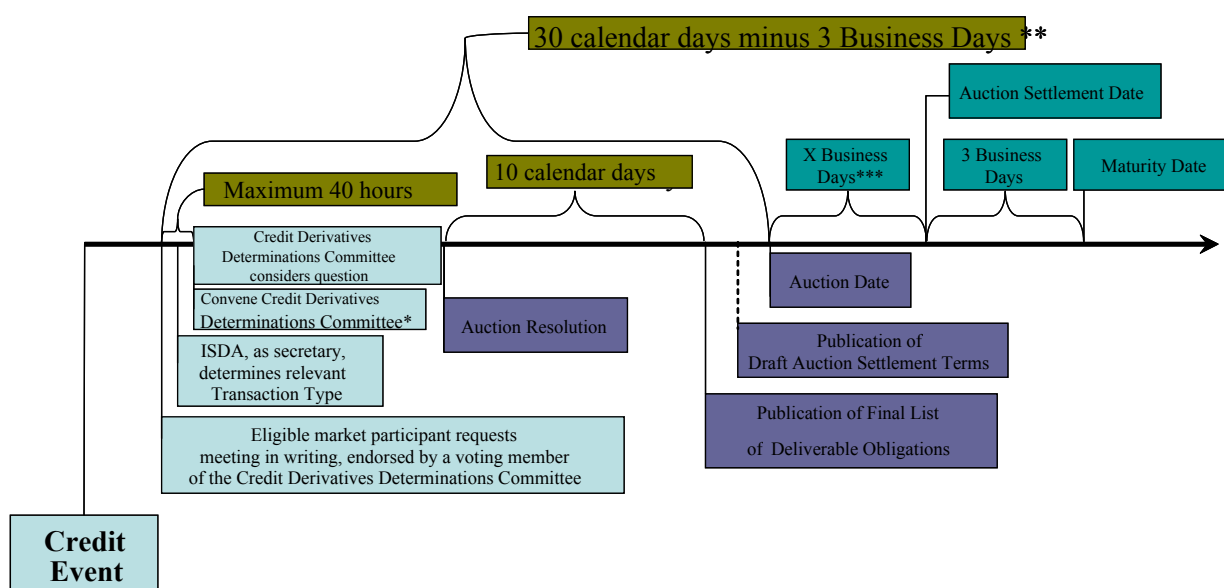 30 calendar days minus 3 Business Days **
Auction Settlement Date
X Business
Days***
3 Business
Days
Maturity Date
10 calendar days
Maximum 40 hours
Credit Derivatives
Determinations Committee
considers question
Convene Credit Derivatives
Determinations Committee*
ISDA, as secretary,
determines relevant
Transaction Type
Eligible market participant requests
meeting in writing, endorsed by a voting member
of the Credit Derivatives Determinations Committee
Auction Resolution
Auction Date
Publication of
Draft Auction Settlement Terms
Publication of Final List
of Deliverable Obligations
Credit
Event